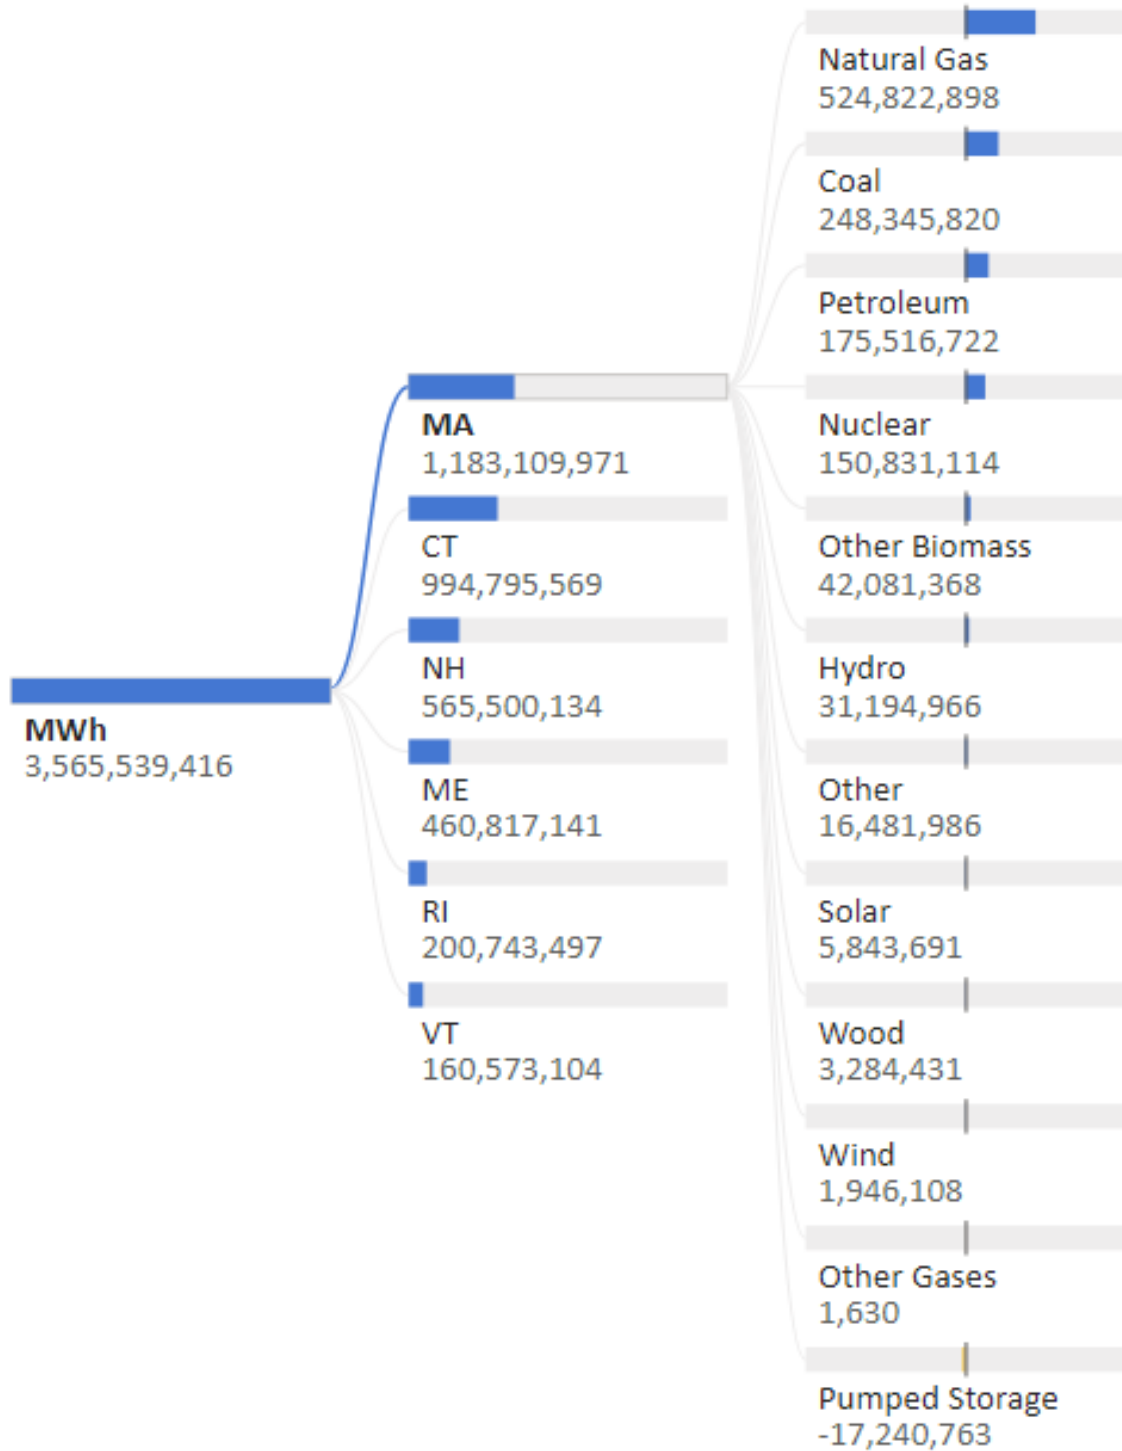 MWh
3,565,539,416
MA
1,183,109,971
CT
994,795,569
NH
565,500,134
ME
460,817,141
RI
200,743,497
VT
160,573,104
Natural Gas
524,822,898
Coal
248,345,820
Petroleum
175,516,722
Nuclear
150,831,114
Other Biomass
42,081,368
Hydro
31,194,966
Other
16,481,986
Solar
5,843,691
Wood
3,284,431
Wind
1,946,108
Other Gases
1,630
Pumped Storage
-17,240,763